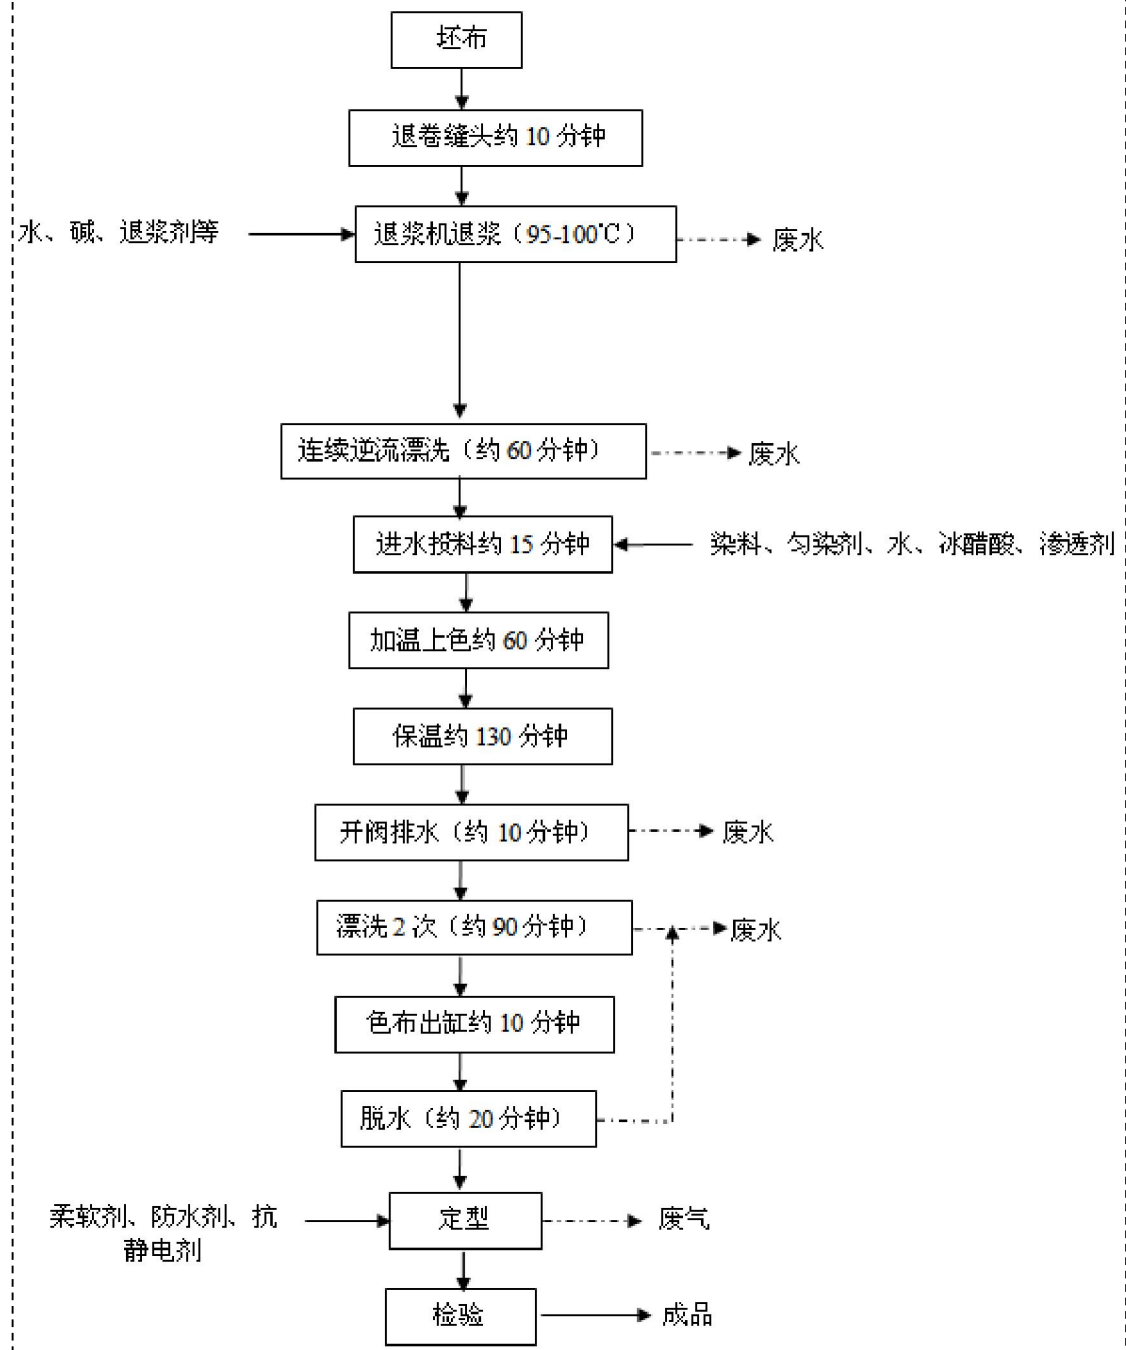 坯布
退卷缝头约 10 分钟
水、碱、退浆剂等
退浆机退浆（95-100℃）
废水
连续逆流漂洗（约 60 分钟）
废水
进水投料约 15 分钟
染料、匀染剂、水、冰醋酸、渗透剂
加温上色约 60 分钟
保温约 130 分钟
开阀排水（约 10 分钟）
废水
漂洗 2 次（约 90 分钟）
废水
色布出缸约 10 分钟
脱水（约 20 分钟）
柔软剂、防水剂、抗
静电剂
定型
废气
检验
成品